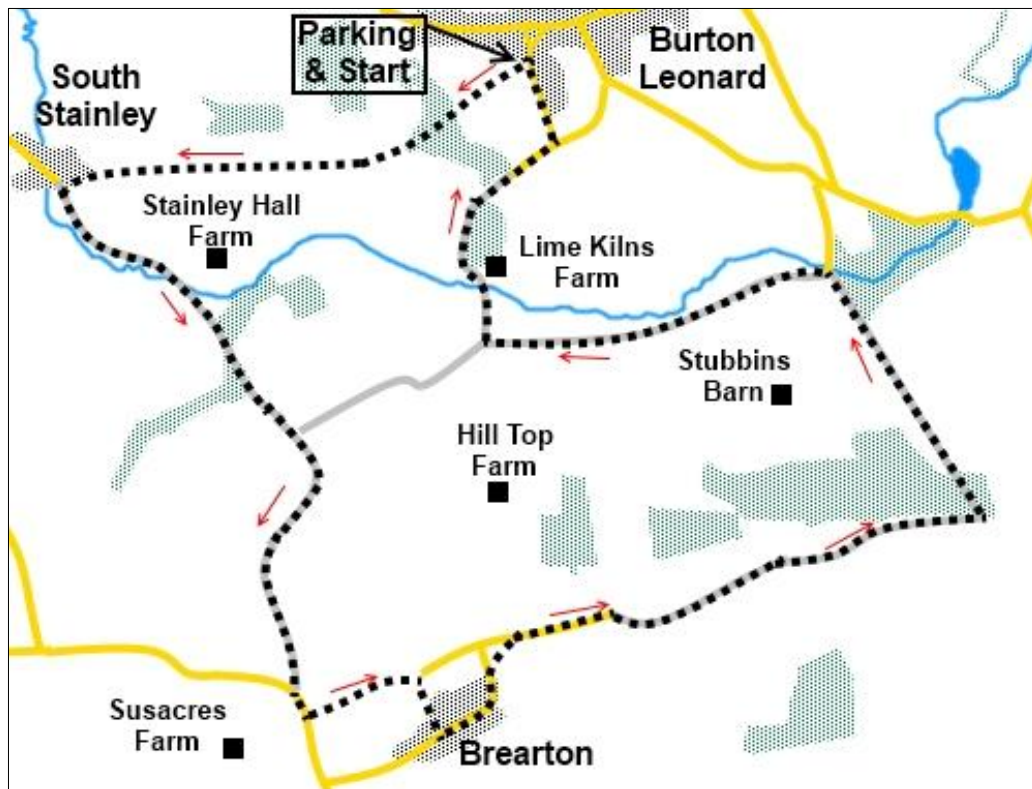 Parking
& Start
Burton
Leonard
South
Stainley
Stainley Hall
Farm
Lime Kilns
Farm
Stubbins
Barn
Hill Top
Farm
Susacres
Farm
Brearton